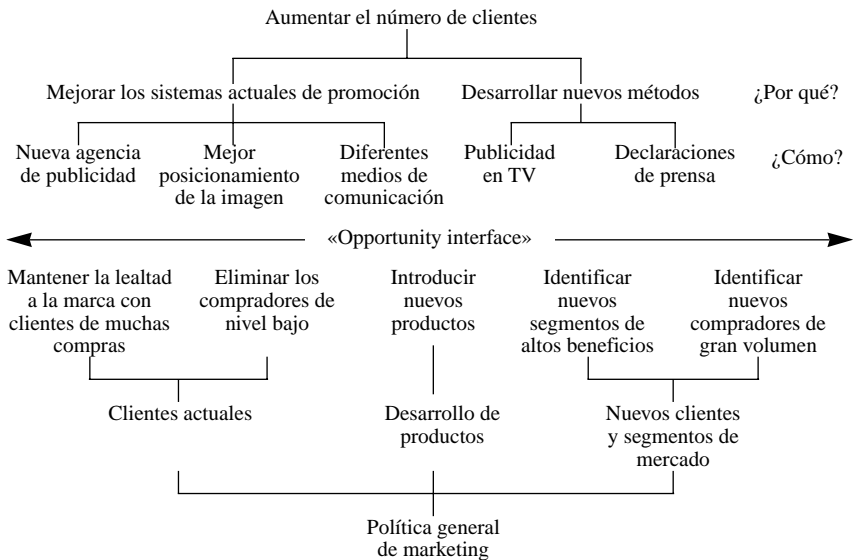 Aumentar el número de clientes
Mejorar los sistemas actuales de promoción
Desarrollar nuevos métodos
¿Por qué?
Nueva agencia
de publicidad
Mejor
posicionamiento
de la imagen
Diferentes
medios de
comunicación
Publicidad
en TV
Declaraciones
de prensa
¿Cómo?
«Opportunity interface»
Mantener la lealtad
a la marca con
clientes de muchas
compras
Eliminar los
compradores de
nivel bajo
Introducir
nuevos
productos
Identificar
nuevos
segmentos de
altos beneficios
Identificar
nuevos
compradores de
gran volumen
Clientes actuales
Desarrollo de
productos
Nuevos clientes
y segmentos de
mercado
Política general
de marketing